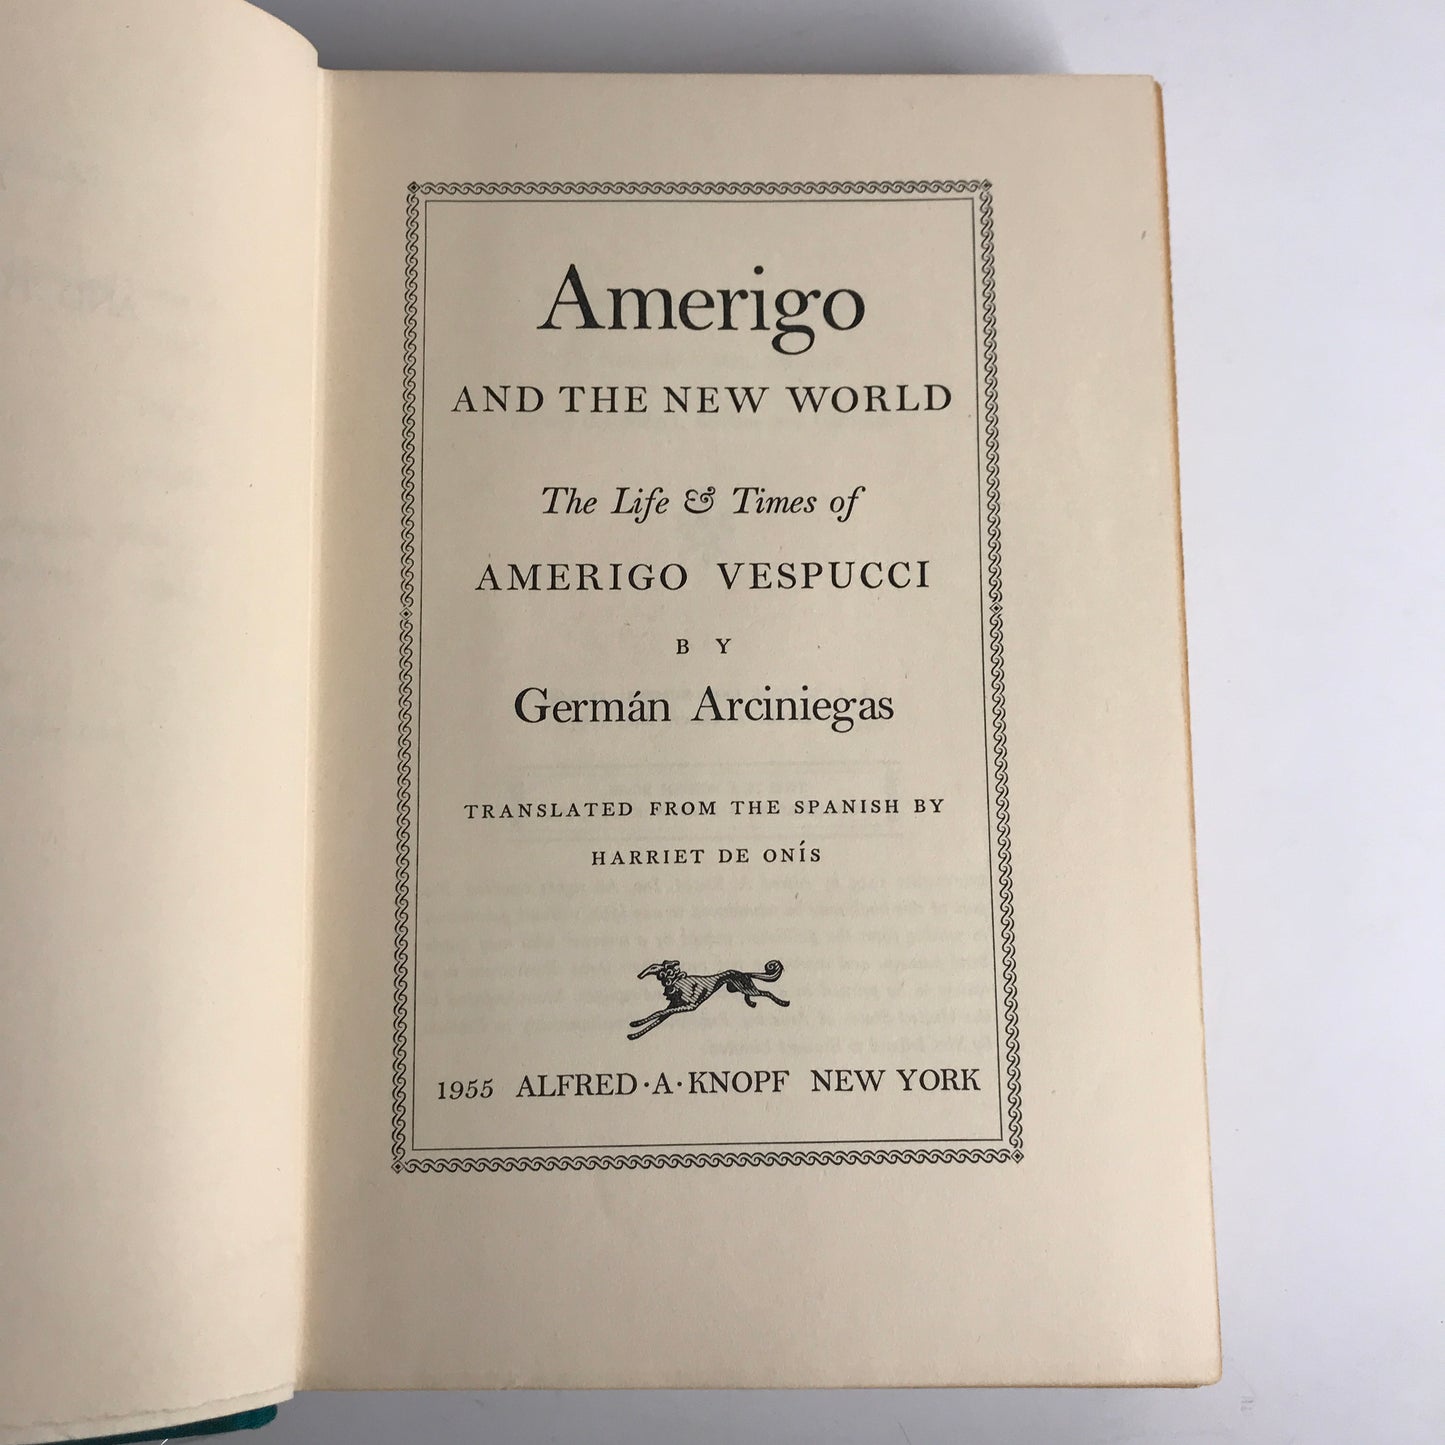 Amerigo
AND THE NEW WORLD
The Life & Times of
AMERIGO VESPUCCI
BY
Germán Arciniegas
TRANSLATED FROM THE SPANISH BY
HARRIET DE ONÍS
1955 ALFRED·A·KNOPF NEW YORK